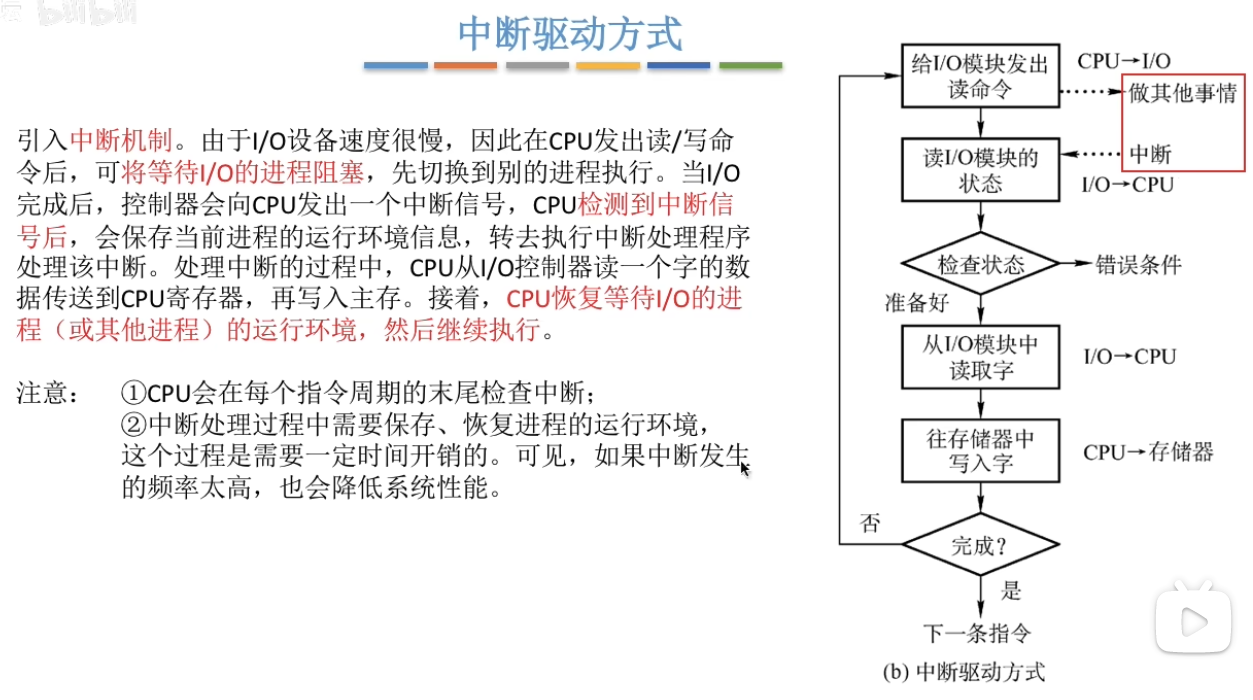 bilibili
中断驱动方式
引入中断机制。由于I/O设备速度很慢，因此在CPU发出读/写命
令后，可将等待I/O的进程阻塞，先切换到别的进程执行。当I/O
完成后，控制器会向CPU发出一个中断信号，CPU检测到中断信
号后，会保存当前进程的运行环境信息，转去执行中断处理程序
处理该中断。处理中断的过程中，CPU从I/O控制器读一个字的数
据传送到CPU寄存器，再写入主存。接着，CPU恢复等待I/O的进
程（或其他进程）的运行环境，然后继续执行。
注意： ①CPU会在每个指令周期的末尾检查中断；
②中断处理过程中需要保存、恢复进程的运行环境，
这个过程是需要一定时间开销的。可见，如果中断发生
的频率太高，也会降低系统性能。
给I/O模块发出
读命令
CPU→I/O
做其他事情
读I/O模块的
状态
中断
I/O→CPU
检查状态
错误条件
准备好
从I/O模块中
读取字
I/O→CPU
往存储器中
写入字
CPU→存储器
否
完成?
是
下一条指令
(b) 中断驱动方式